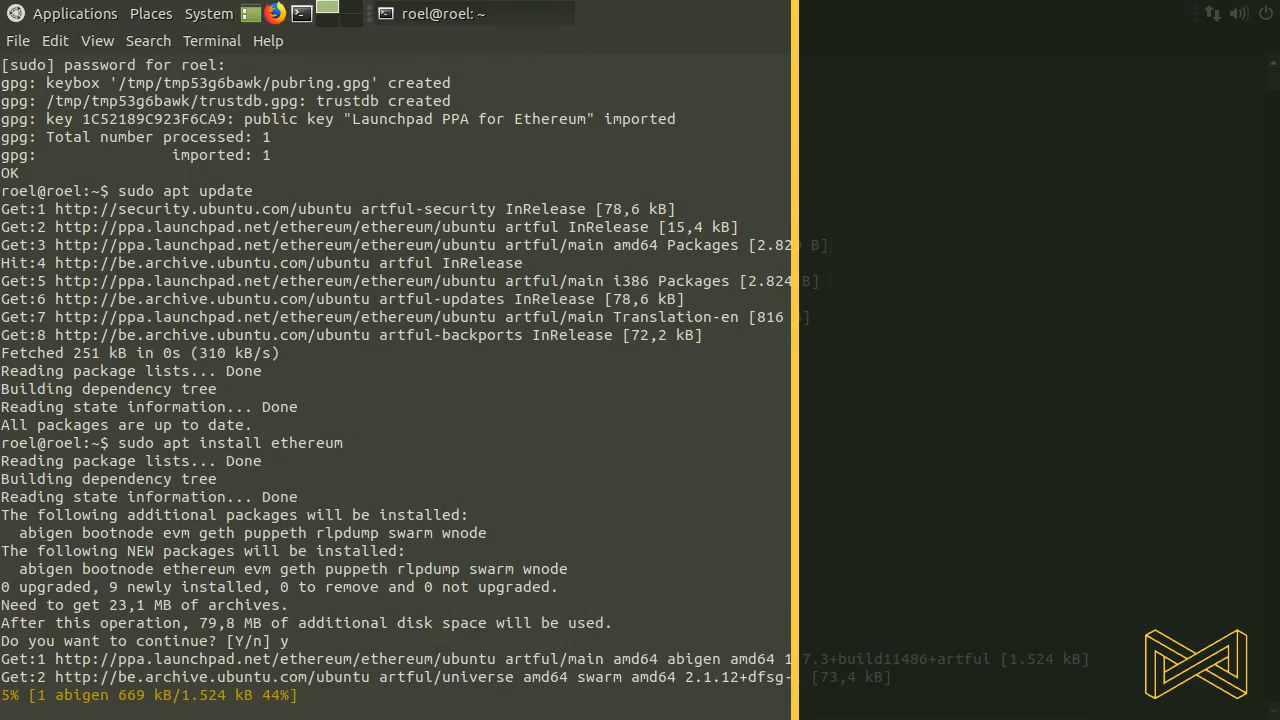 Applications Places System roel@roel: ~
File Edit View Search Terminal Help
[sudo] password for roel:
gpg: keybox '/tmp/tmp53g6bawk/pubring.gpg' created
gpg: /tmp/tmp53g6bawk/trustdb.gpg: trustdb created
gpg: key 1C52189C923F6CA9: public key "Launchpad PPA for Ethereum" imported
gpg: Total number processed: 1
gpg:               imported: 1
OK
roel@roel:~$ sudo apt update
Get:1 http://security.ubuntu.com/ubuntu artful-security InRelease [78,6 kB]
Get:2 http://ppa.launchpad.net/ethereum/ethereum/ubuntu artful InRelease [15,4 kB]
Get:3 http://ppa.launchpad.net/ethereum/ethereum/ubuntu artful/main amd64 Packages B]
Hit:4 http://be.archive.ubuntu.com/ubuntu artful InRelease
Get:5 http://ppa.launchpad.net/ethereum/ethereum/ubuntu artful/main i386 Packages [2.824 B]
Get:6 http://be.archive.ubuntu.com/ubuntu artful-updates InRelease [78,6 kB]
Get:7 http://ppa.launchpad.net/ethereum/ethereum/ubuntu artful/main Translation-en [816
Get:8 http://be.archive.ubuntu.com/ubuntu artful-backports InRelease [72,2 kB]
Fetched 251 kB in 0s (310 kB/s)
Reading package lists... Done
Building dependency tree
Reading state information... Done
All packages are up to date.
roel@roel:~$ sudo apt install ethereum
Reading package lists... Done
Building dependency tree
Reading state information... Done
The following additional packages will be installed:
  abigen bootnode evm geth puppeth rlpdump swarm wnode
The following NEW packages will be installed:
  abigen bootnode ethereum evm geth puppeth rlpdump swarm wnode
0 upgraded, 9 newly installed, 0 to remove and 0 not upgraded.
Need to get 23,1 MB of archives.
After this operation, 79,8 MB of additional disk space will be used.
Do you want to continue? [Y/n] y
Get:1 http://ppa.launchpad.net/ethereum/ethereum/ubuntu artful/main amd64 abigen amd64 [1.524 kB]
Get:2 http://be.archive.ubuntu.com/ubuntu artful/universe amd64 swarm amd64 [73,4 kB]
5% [1 abigen 669 kB/1.524 kB 44%]